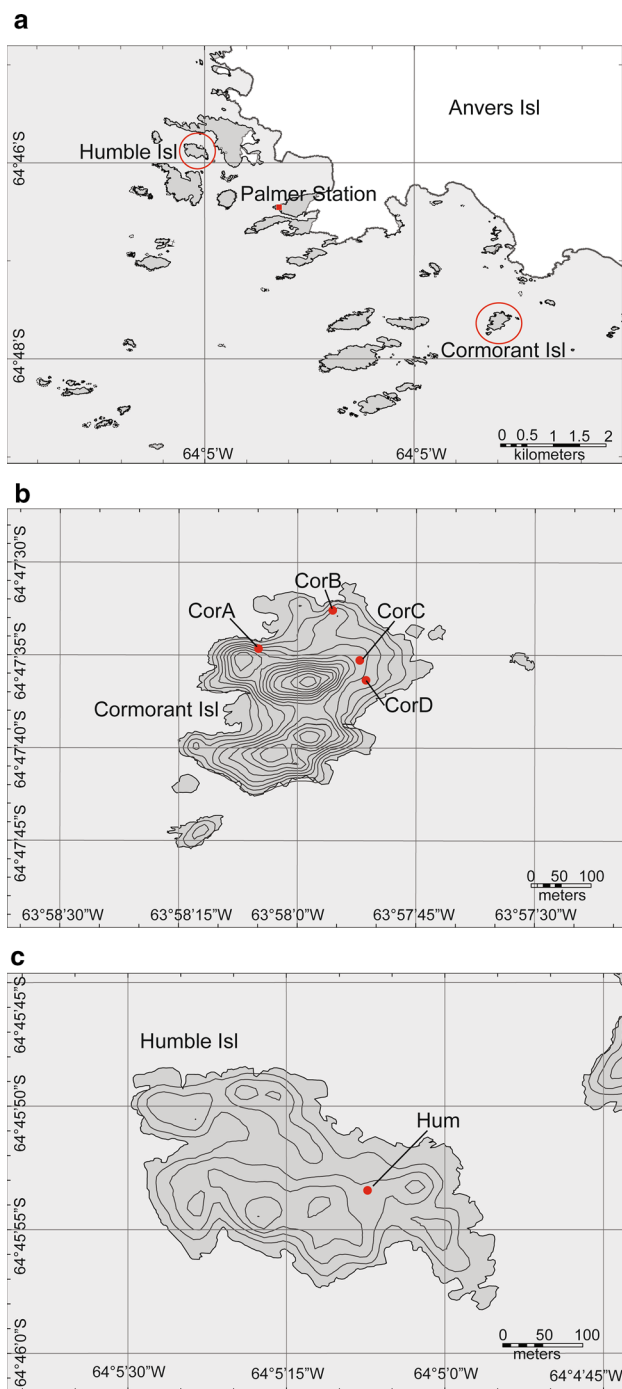 a
Anvers Isl
Humble Isl
64°46'S
Palmer Station
64°48'S
Cormorant Isl
0 0.5 1 1.5 2
kilometers
64°5'W 64°5'W
b
64°47'30"S
CorB
CorA
CorC
64°47'35"S
Cormorant Isl
CorD
64°47'40"S
64°47'45"S
0 50 100
meters
63°58'30"W 63°58'15"W 63°58'0"W 63°57'45"W 63°57'30"W
c
64°45'45"S
Humble Isl
64°45'50"S
Hum
64°45'55"S
0 50 100
meters
64°46'0"S
64°5'30"W 64°5'15"W 64°5'0"W 64°4'45"W